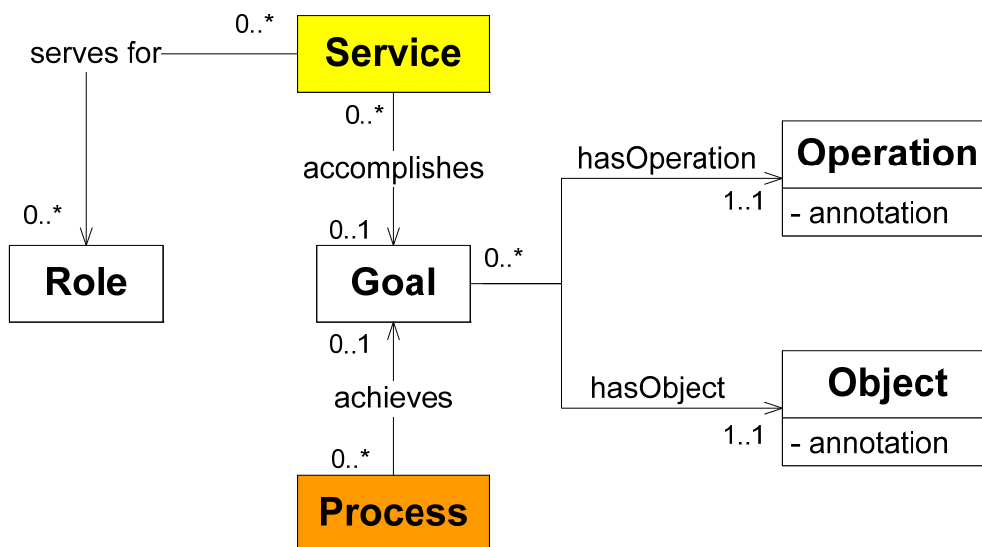 0..*
serves for
Service
0..*
accomplishes
hasOperation
Operation
1..1
- annotation
0..*
0..1
0..*
Role
Goal
0..1
achieves
hasObject
Object
1..1
- annotation
0..*
Process